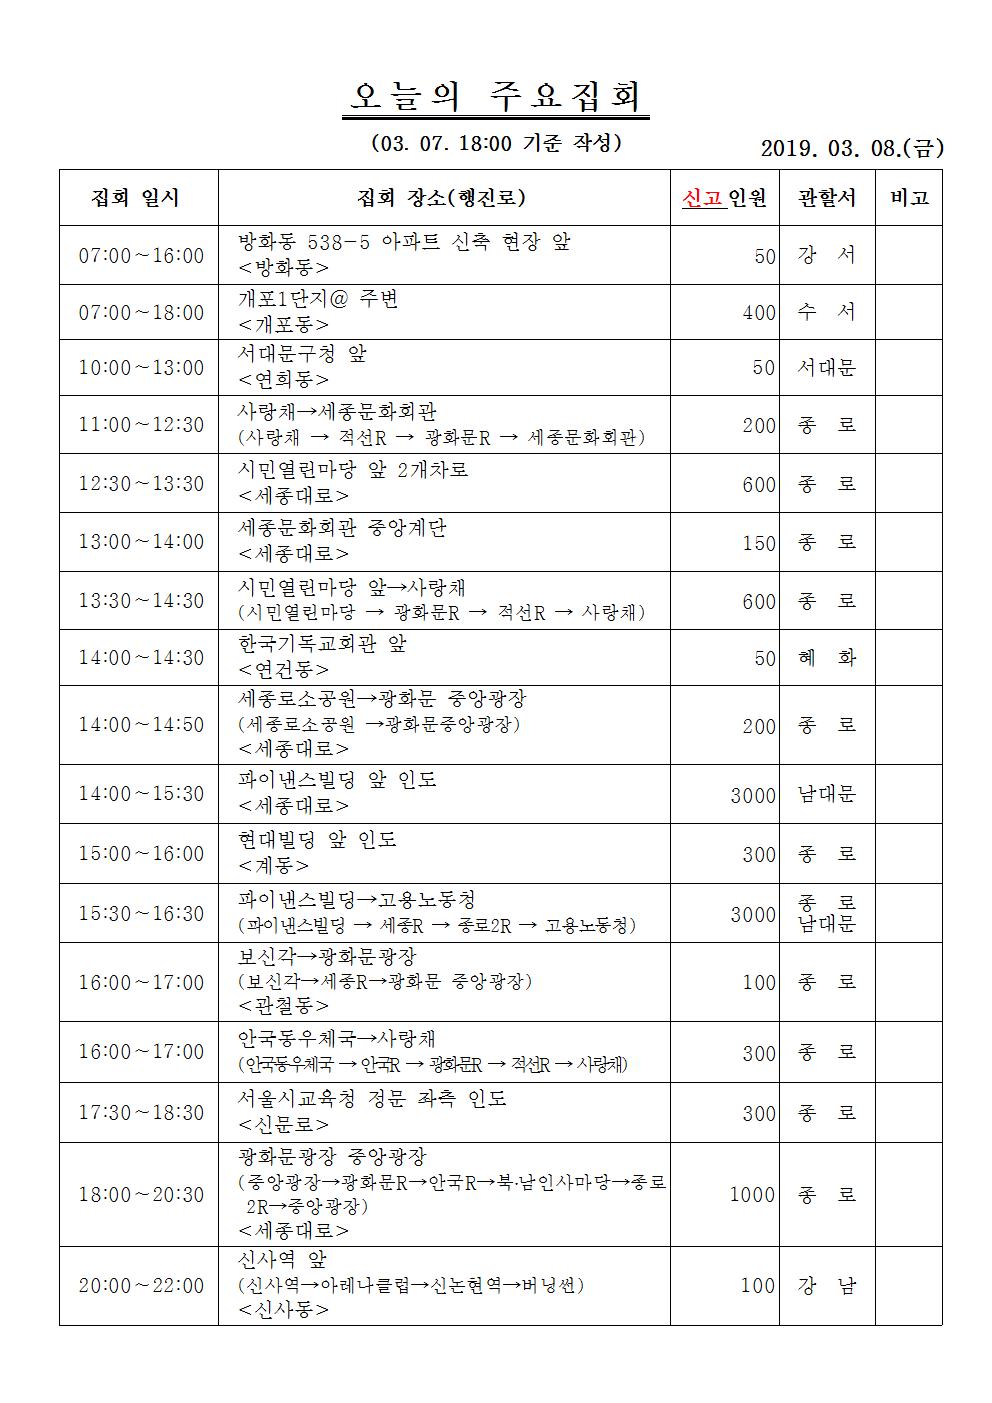 오늘의 주요집회
(03. 07. 18:00 기준 작성)
2019. 03. 08.(금)
집회 일시 집회 장소(행진로) 신고인원 관할서 비고
07:00~16:00 방화동 538-5 아파트 신축 현장 앞 50 강 서
<방화동>
07:00~18:00 개포1단지@ 주변 400 수 서
<개포동>
10:00~13:00 서대문구청 앞 50 서대문
<연희동>
11:00~12:30 사랑채→세종문화회관 200 종 로
(사랑채 → 적선R → 광화문R → 세종문화회관)
12:30~13:30 시민열린마당 앞 2개차로 600 종 로
<세종대로>
13:00~14:00 세종문화회관 중앙계단 150 종 로
<세종대로>
13:30~14:30 시민열린마당 앞→사랑채 600 종 로
(시민열린마당 → 광화문R → 적선R → 사랑채)
14:00~14:30 한국기독교회관 앞 50 혜 화
<연건동>
14:00~14:50 세종로소공원→광화문 중앙광장 200 종 로
(세종로소공원 →광화문중앙광장)
<세종대로>
14:00~15:30 파이낸스빌딩 앞 인도 3000 남대문
<세종대로>
15:00~16:00 현대빌딩 앞 인도 300 종 로
<계동>
15:30~16:30 파이낸스빌딩→고용노동청 3000 종 로
(파이낸스빌딩 → 세종R → 종로2R → 고용노동청) 남대문
16:00~17:00 보신각→광화문광장 100 종 로
(보신각→세종R→광화문 중앙광장)
<관철동>
16:00~17:00 안국동우체국→사랑채 300 종 로
(안국동우체국 → 안국R → 광화문R → 적선R → 사랑채)
17:30~18:30 서울시교육청 정문 좌측 인도 300 종 로
<신문로>
18:00~20:30 광화문광장 중앙광장 1000 종 로
(중앙광장→광화문R→안국R→북·남인사마당→종로
2R→중앙광장)
<세종대로>
20:00~22:00 신사역 앞 100 강 남
(신사역→아레나클럽→신논현역→버닝썬)
<신사동>